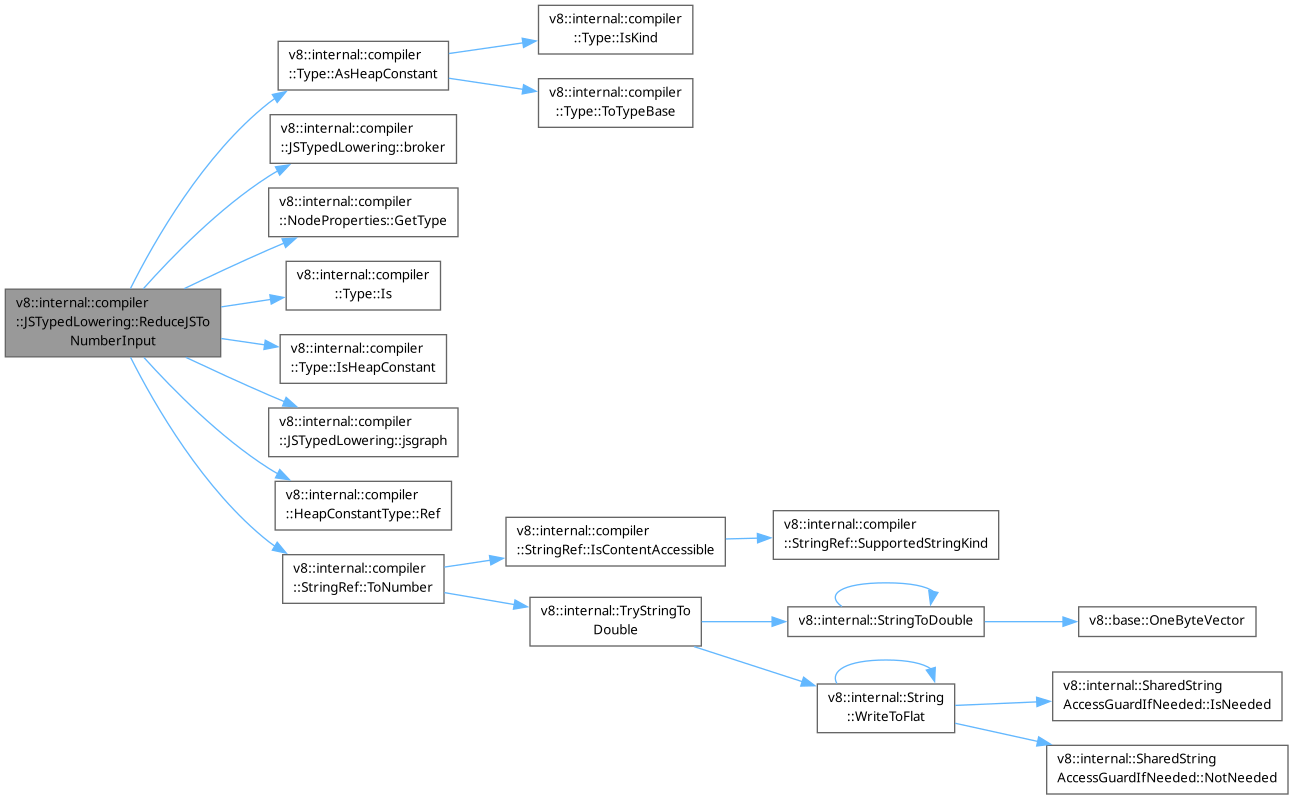 v8::internal::compiler
::JSTypedLowering::ReduceJSTo
NumberInput
v8::internal::compiler
::Type::AsHeapConstant
v8::internal::compiler
::Type::IsKind
v8::internal::compiler
::Type::ToTypeBase
v8::internal::compiler
::JSTypedLowering::broker
v8::internal::compiler
::NodeProperties::GetType
v8::internal::compiler
::Type::Is
v8::internal::compiler
::Type::IsHeapConstant
v8::internal::compiler
::JSTypedLowering::jsgraph
v8::internal::compiler
::HeapConstantType::Ref
v8::internal::compiler
::StringRef::ToNumber
v8::internal::compiler
::StringRef::IsContentAccessible
v8::internal::compiler
::StringRef::SupportedStringKind
v8::internal::TryStringTo
Double
v8::internal::StringToDouble
v8::base::OneByteVector
v8::internal::String
::WriteToFlat
v8::internal::SharedString
AccessGuardIfNeeded::IsNeeded
v8::internal::SharedString
AccessGuardIfNeeded::NotNeeded